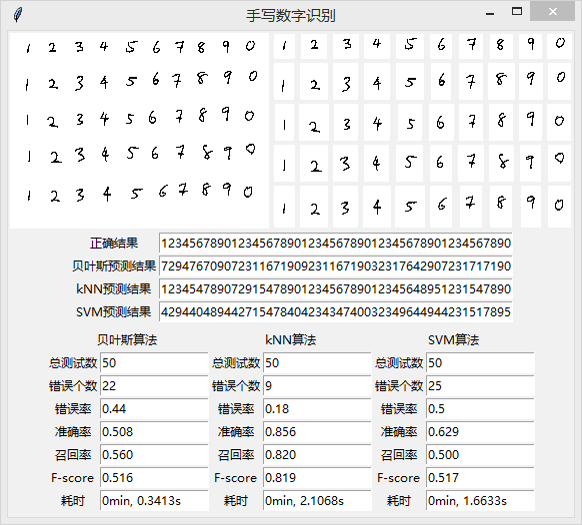 手写数字识别
1 2 3 4 5 6 7 8 9 0 1 2 3 4 5 6 7 8 9 0
1 2 3 4 5 6 7 8 9 0 1 2 3 4 5 6 7 8 9 0
1 2 3 4 5 6 7 8 9 0 1 2 3 4 5 6 7 8 9 0
1 2 3 4 5 6 7 8 9 0 1 2 3 4 5 6 7 8 9 0
1 2 3 4 5 6 7 8 9 0 1 2 3 4 5 6 7 8 9 0
正确结果 12345678901234567890123456789012345678901234567890
贝叶斯预测结果 72947670907231167190923116719032317642907231717190
kNN预测结果 12345478907291547890123456789012345648951231547890
SVM预测结果 42944048944271547840423434740032349644944231517895
贝叶斯算法 kNN算法 SVM算法
总测试数 50 总测试数 50 总测试数 50
错误个数 22 错误个数 9 错误个数 25
错误率 0.44 错误率 0.18 错误率 0.5
准确率 0.508 准确率 0.856 准确率 0.629
召回率 0.560 召回率 0.820 召回率 0.500
F-score 0.516 F-score 0.819 F-score 0.517
耗时 0min, 0.3413s 耗时 0min, 2.1068s 耗时 0min, 1.6633s